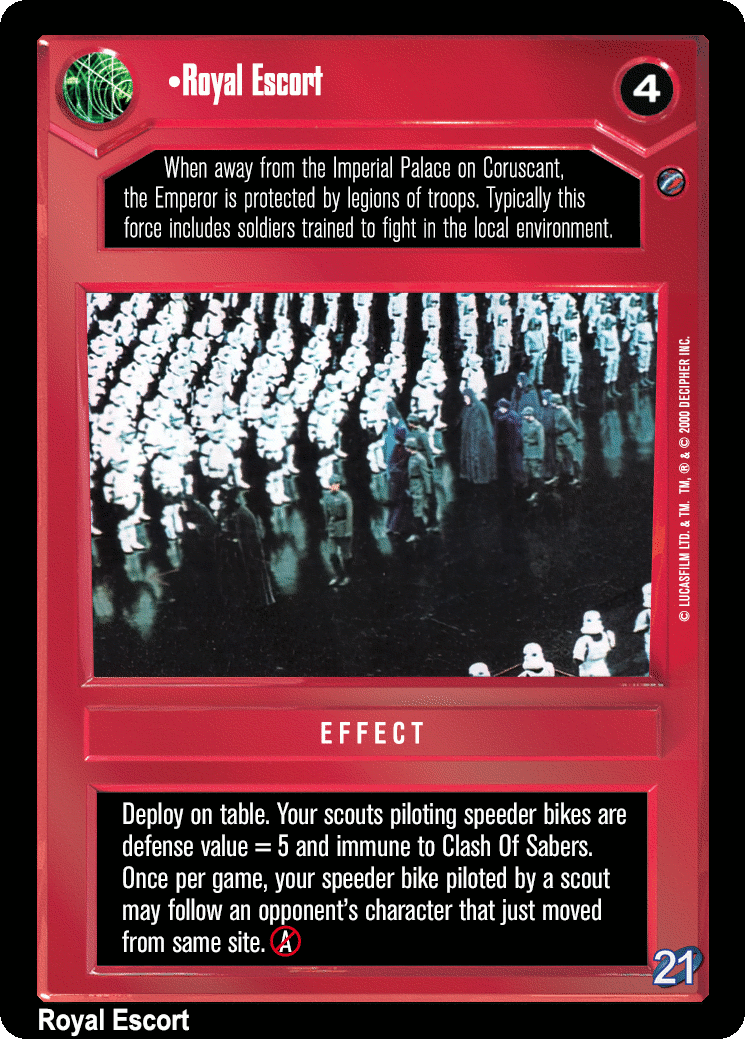 •Royal Escort
4
When away from the Imperial Palace on Coruscant,
the Emperor is protected by legions of troops. Typically this
force includes soldiers trained to fight in the local environment.
© LUCASFILM LTD. & TM. TM, ® & © 2000 DECIPHER INC.
EFFECT
Deploy on table. Your scouts piloting speeder bikes are
defense value = 5 and immune to Clash Of Sabers.
Once per game, your speeder bike piloted by a scout
may follow an opponent's character that just moved
from same site. A
21
Royal Escort